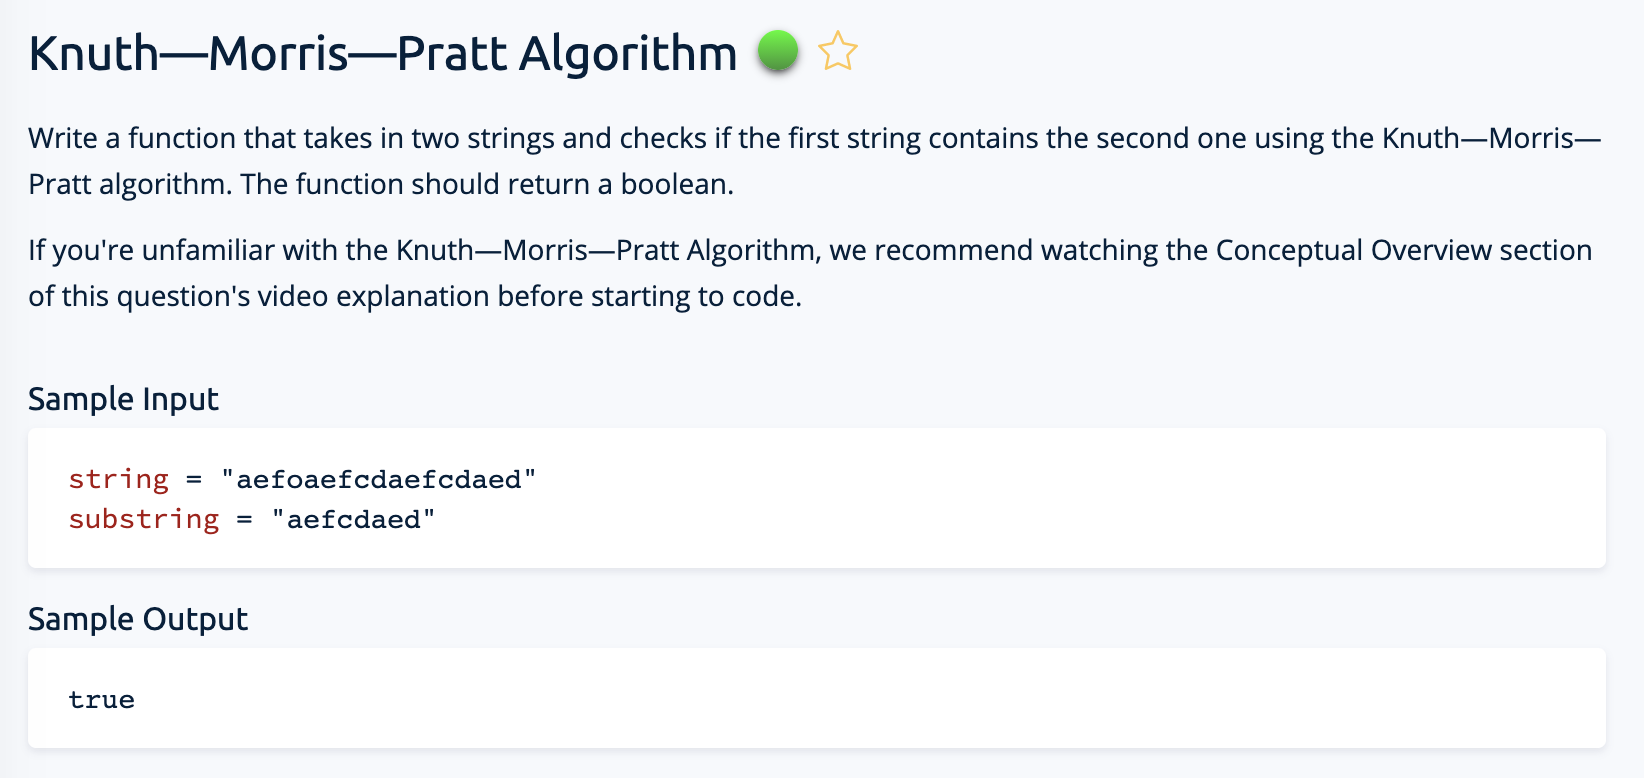 Knuth—Morris—Pratt Algorithm
Write a function that takes in two strings and checks if the first string contains the second one using the Knuth—Morris—
Pratt algorithm. The function should return a boolean.
If you're unfamiliar with the Knuth—Morris—Pratt Algorithm, we recommend watching the Conceptual Overview section
of this question's video explanation before starting to code.
Sample Input
string = "aefoaefcdaefcdaed"
substring = "aefcdaed"
Sample Output
true